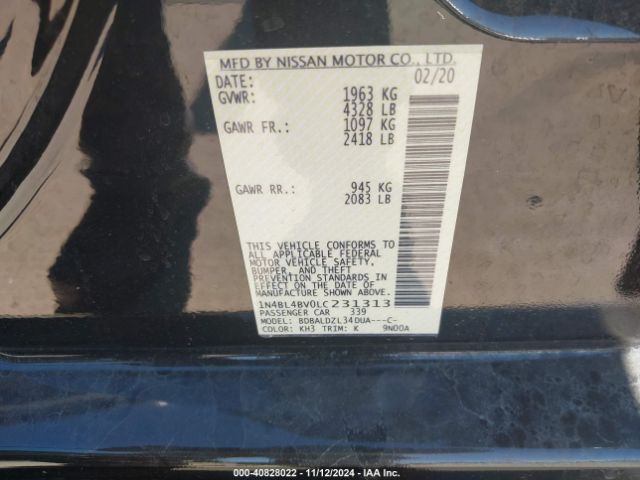 MFD BY NISSAN MOTOR CO., LTD.
DATE: 02/20
GVWR: 1963 KG
4328 LB
GAWR FR.: 1097 KG
2418 LB
GAWR RR.: 945 KG
2083 LB
THIS VEHICLE CONFORMS TO
ALL APPLICABLE FEDERAL
MOTOR VEHICLE SAFETY,
BUMPER, AND THEFT
PREVENTION STANDARDS IN
EFFECT ON THE DATE OF
MANUFACTURE SHOWN ABOVE.
1N4BL4BV0LC231313
PASSENGER CAR 339
MODEL: BDBALDZL34DUA---C-
COLOR: KH3 TRIM: K 9N00A
000-40828022 - 11/12/2024 - IAA Inc.